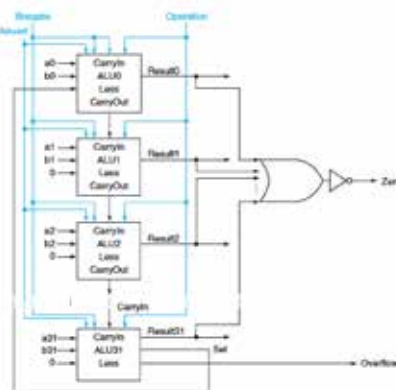 Bnegate Operation
Ainvert
a0 CarryIn Result0
b0 ALU0
Less
CarryOut
a1 CarryIn Result1
b1 ALU1
0 Less
CarryOut
Zero
a2 CarryIn Result2
b2 ALU2
0 Less
CarryOut
CarryIn
a31 CarryIn Result31
b31 ALU31 Set
0 Less Overflow